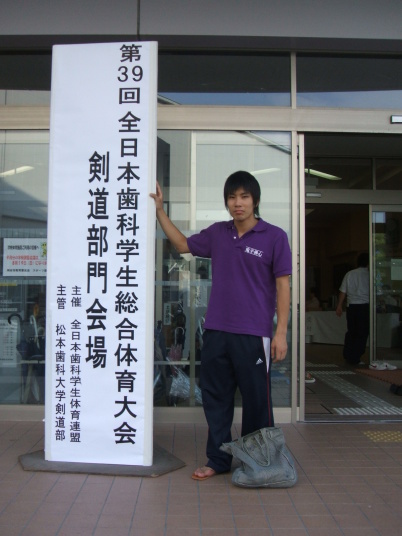 第39回 全日本歯科学生総合体育大会
剣道部門会場
主催 全日本歯科学生体育連盟
主管 松本歯科大学剣道部